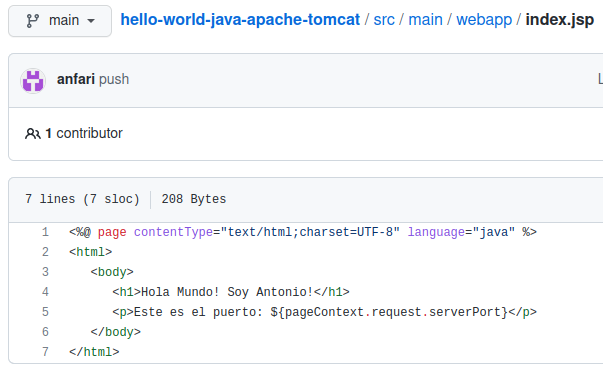 main hello-world-java-apache-tomcat / src / main / webapp / index.jsp
anfari push
1 contributor
7 lines (7 sloc) 208 Bytes
1 <%@ page contentType="text/html;charset=UTF-8" language="java" %>
2 <html>
3 <body>
4 <h1>Hola Mundo! Soy Antonio!</h1>
5 <p>Este es el puerto: ${pageContext.request.serverPort}</p>
6 </body>
7 </html>